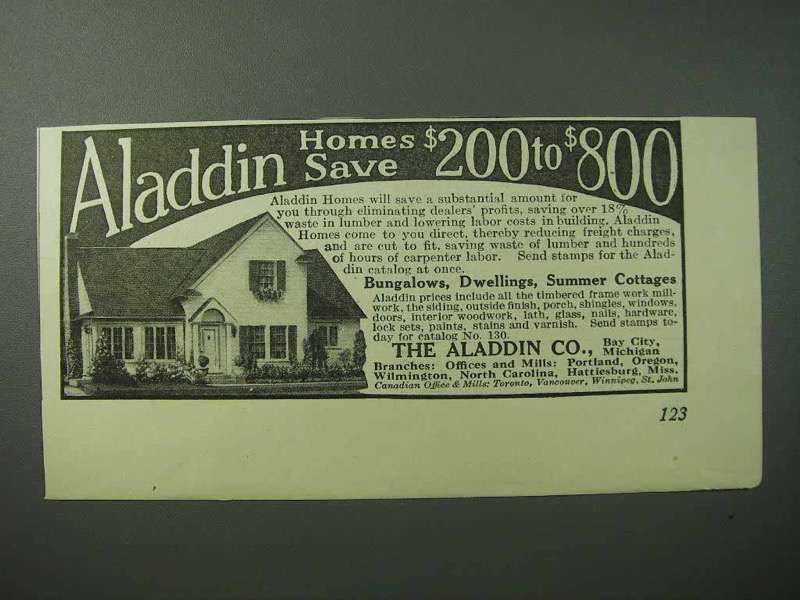 Aladdin Homes Save $200 to $800
Aladdin Homes will save a substantial amount for
you through eliminating dealers' profits, saving over 18%
waste in lumber and lowering labor costs in building. Aladdin
Homes come to you direct, thereby reducing freight charges,
and are cut to fit, saving waste of lumber and hundreds
of hours of carpenter labor. Send stamps for the Alad-
din catalog at once.
Bungalows, Dwellings, Summer Cottages
Aladdin prices include all the timbered frame work mill-
work, the siding, outside finish, porch, shingles, windows,
doors, interior woodwork, lath, glass, nails, hardware,
lock sets, paints, stains and varnish. Send stamps to-
day for catalog No. 130.
THE ALADDIN CO., Bay City, Michigan
Branches: Offices and Mills: Portland, Oregon,
Wilmington, North Carolina, Hattiesburg, Miss.
Canadian Office & Mills: Toronto, Vancouver, Winnipeg, St. John
123